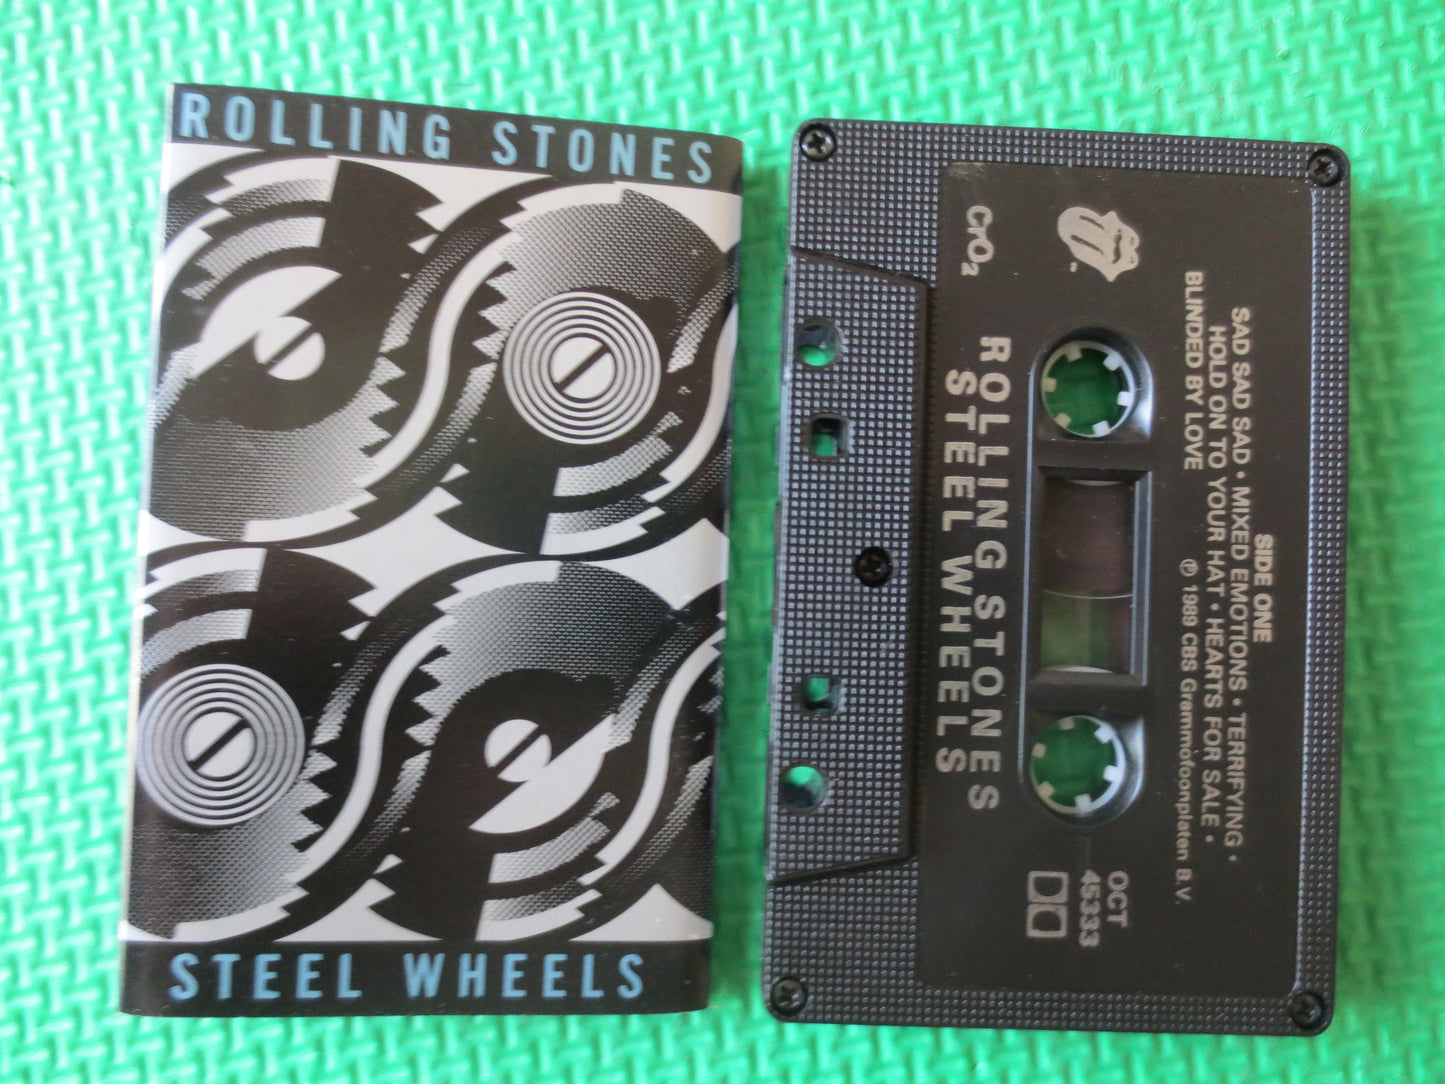 ROLLING STONES
STEEL WHEELS
SIDE ONE
SAD SAD SAD • MIXED EMOTIONS • TERRIFYING •
HOLD ON TO YOUR HAT • HEARTS FOR SALE •
BLINDED BY LOVE
℗ 1989 CBS Grammofoonplaten B.V.
CrO₂
OCT
45333
ROLLING STONES
STEEL WHEELS